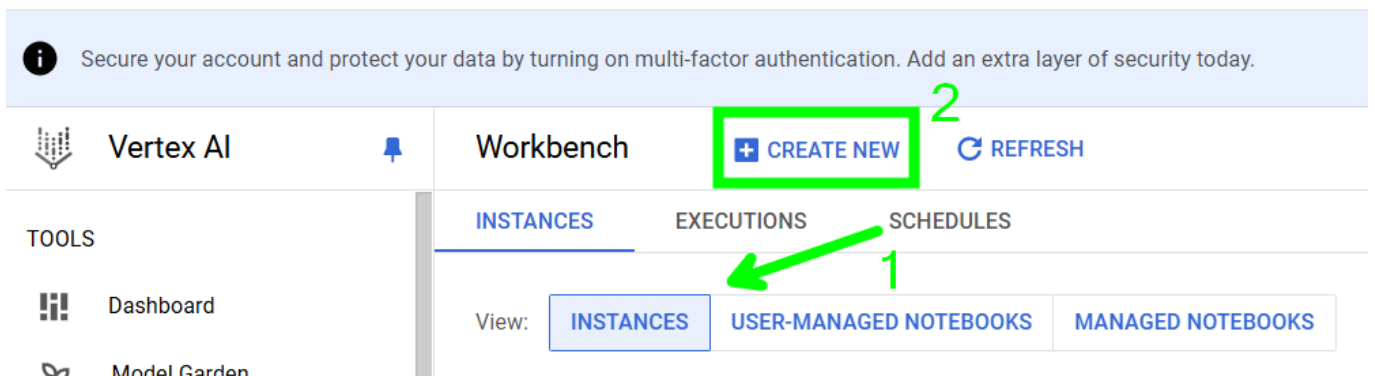 Secure your account and protect your data by turning on multi-factor authentication. Add an extra layer of security today.
2
Vertex AI
Workbench
CREATE NEW
REFRESH
TOOLS
INSTANCES
EXECUTIONS
SCHEDULES
1
Dashboard
View:
INSTANCES
USER-MANAGED NOTEBOOKS
MANAGED NOTEBOOKS
Model Garden